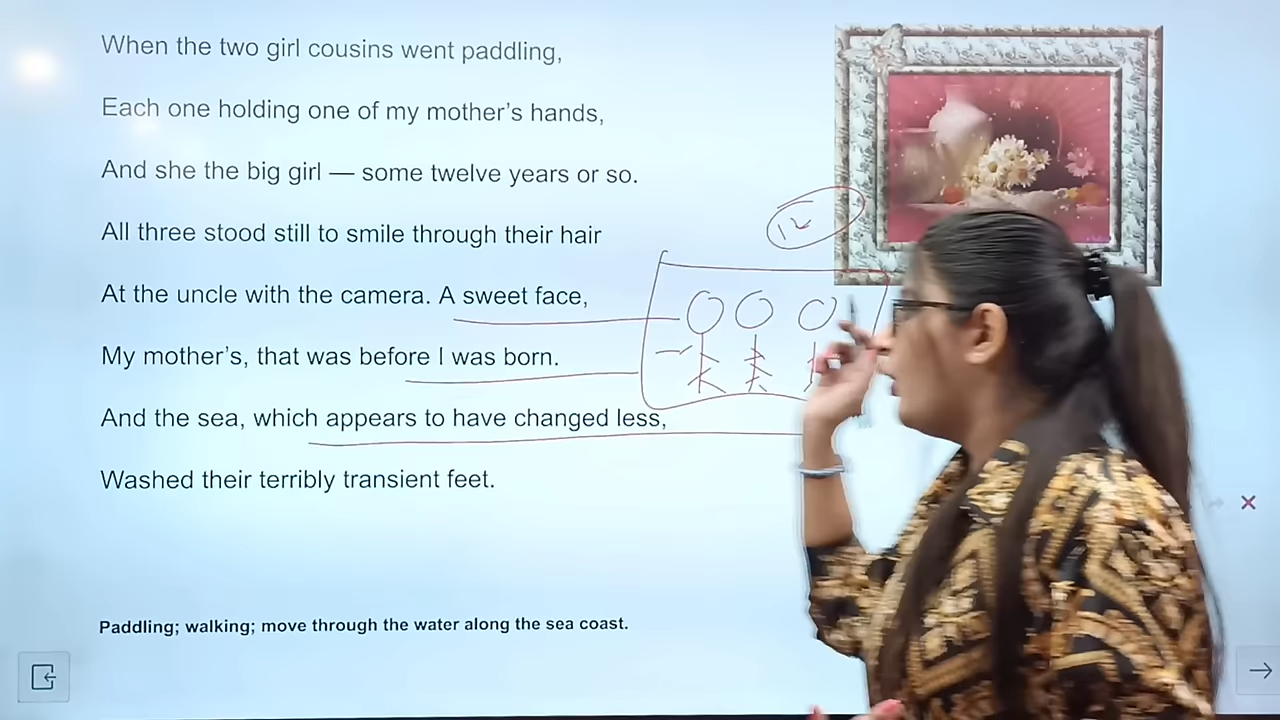 When the two girl cousins went paddling,
Each one holding one of my mother's hands,
And she the big girl — some twelve years or so.
All three stood still to smile through their hair
12
At the uncle with the camera. A sweet face,
My mother's, that was before I was born.
And the sea, which appears to have changed less,
Washed their terribly transient feet.
Paddling; walking; move through the water along the sea coast.